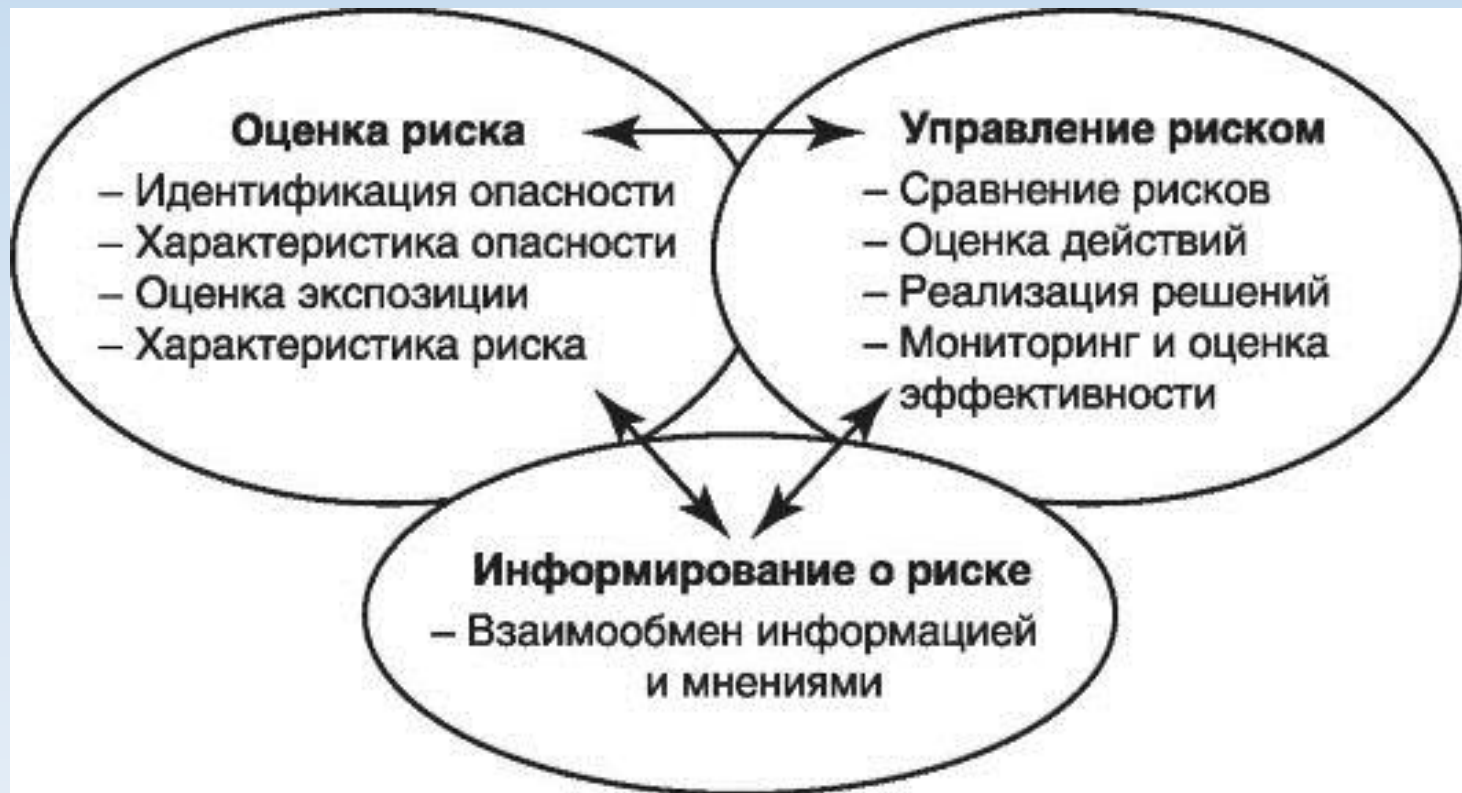 Оценка риска
– Идентификация опасности
– Характеристика опасности
– Оценка экспозиции
– Характеристика риска
Управление риском
– Сравнение рисков
– Оценка действий
– Реализация решений
– Мониторинг и оценка
эффективности
Информирование о риске
– Взаимообмен информацией
и мнениями